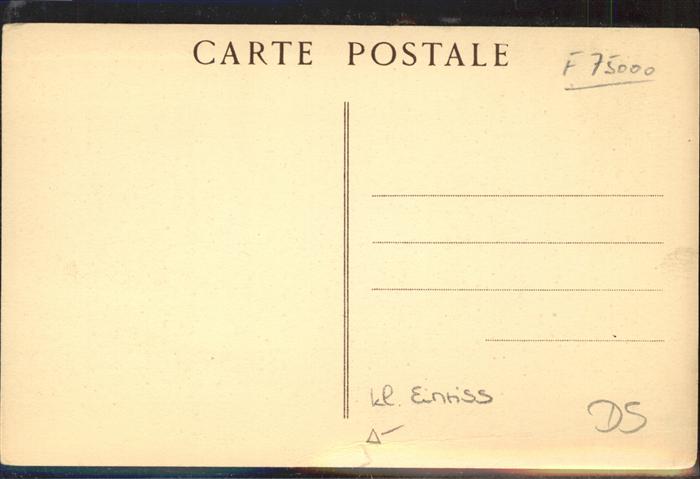 CARTE POSTALE
F 75000
kl. Einriss
DS